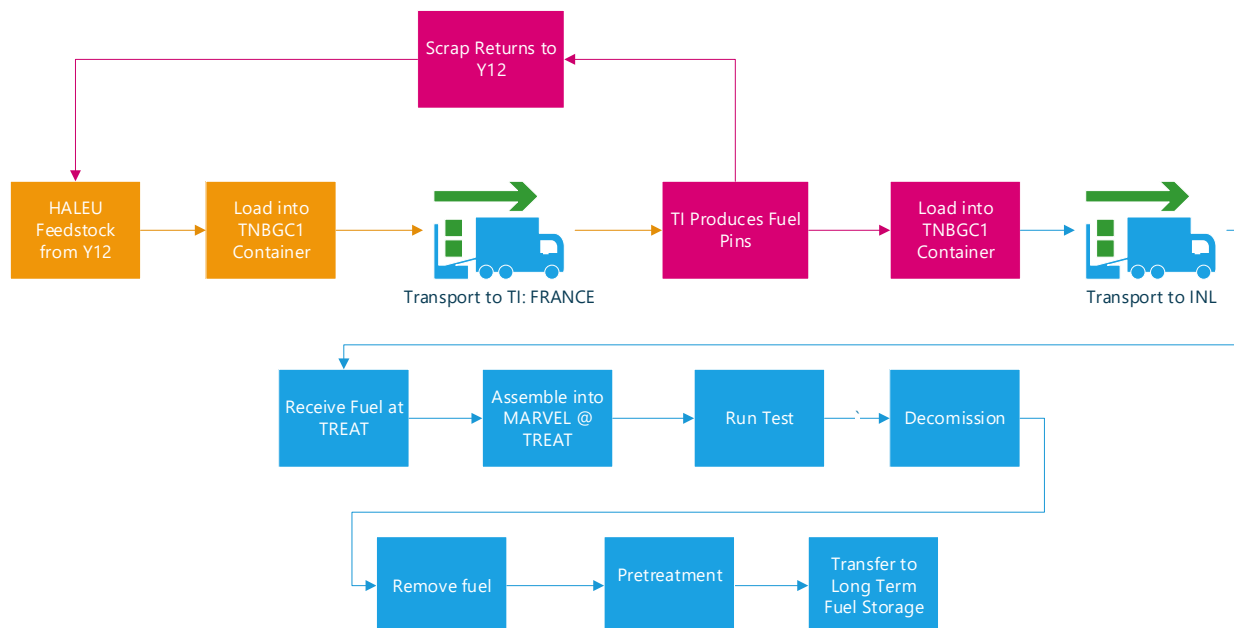 Scrap Returns to
Y12
HALEU
Feedstock
from Y12
Load into
TNBGC1
Container
Transport to TI: FRANCE
TI Produces Fuel
Pins
Load into
TNBGC1
Container
Transport to INL
Receive Fuel at
TREAT
Assemble into
MARVEL @
TREAT
Run Test
`
Decomission
Remove fuel
Pretreatment
Transfer to
Long Term
Fuel Storage